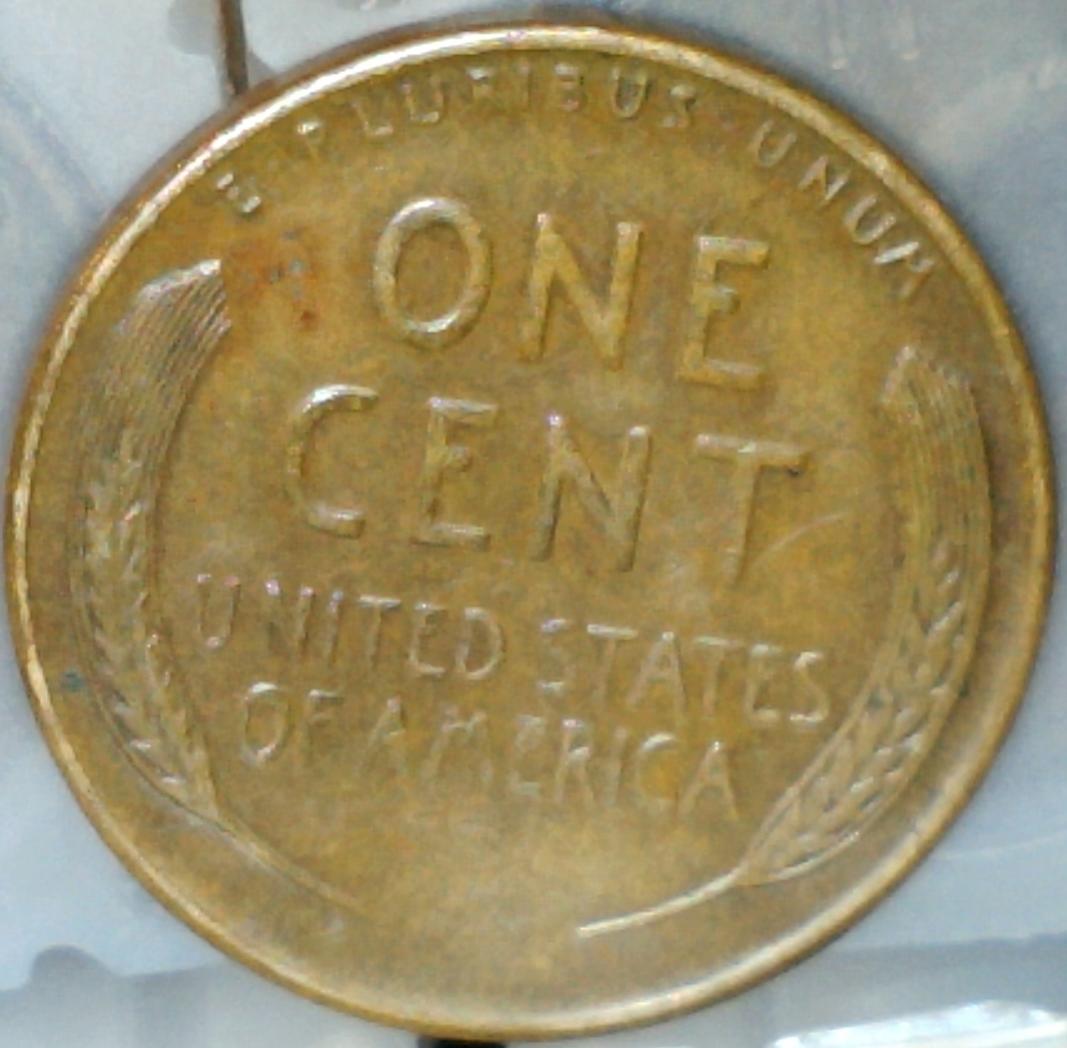 E PLURIBUS UNUM
ONE
CENT
UNITED STATES
OF AMERICA